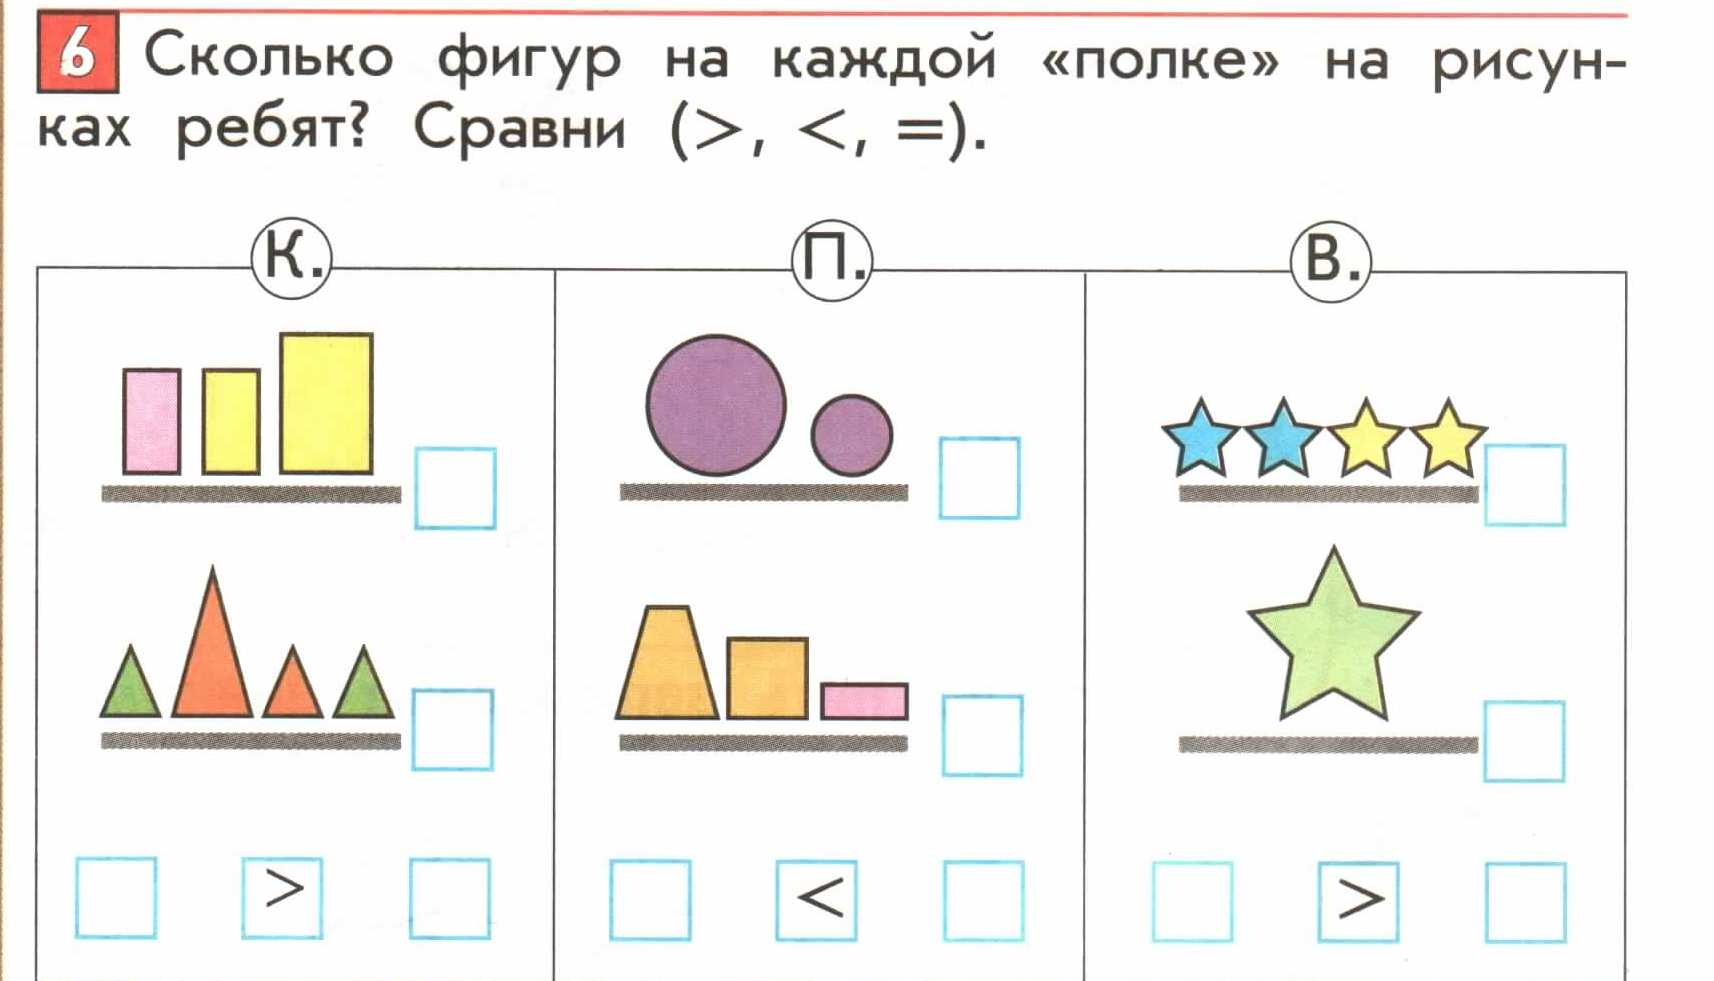 6 Сколько фигур на каждой «полке» на рисун-
ках ребят? Сравни (>, <, =).
К. П. В.
> < >